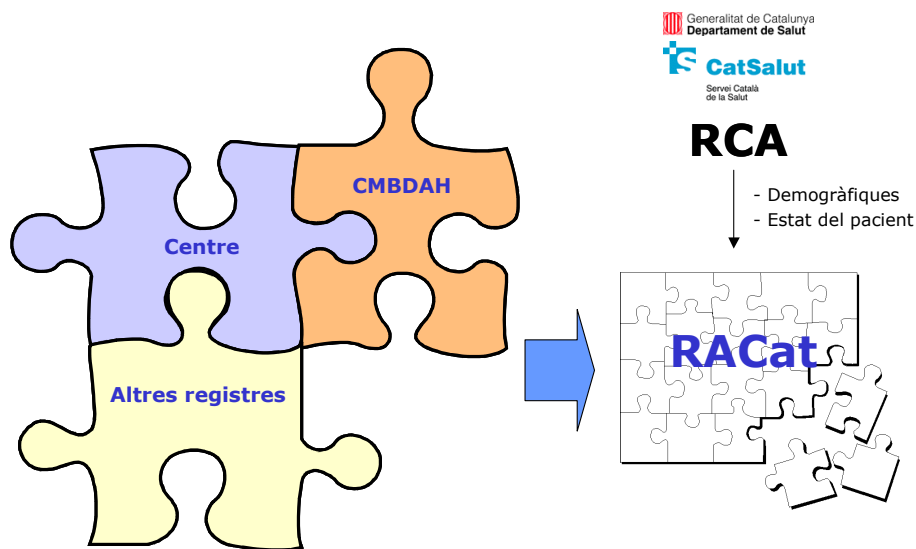 Generalitat de Catalunya
Departament de Salut
CatSalut
Servei Català
de la Salut
RCA
- Demogràfiques
- Estat del pacient
CMBDAH
Centre
Altres registres
RACat